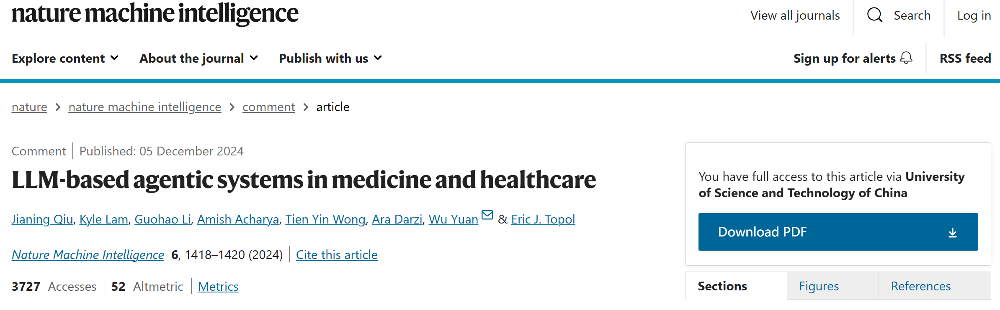 nature machine intelligence
View all journals Search Log in
Explore content About the journal Publish with us Sign up for alerts RSS feed
nature > nature machine intelligence > comment > article
Comment | Published: 05 December 2024
LLM-based agentic systems in medicine and healthcare
Jianing Qiu, Kyle Lam, Guohao Li, Amish Acharya, Tien Yin Wong, Ara Darzi, Wu Yuan & Eric J. Topol
Nature Machine Intelligence 6, 1418–1420 (2024) | Cite this article
3727 Accesses | 52 Altmetric | Metrics
You have full access to this article via University
of Science and Technology of China
Download PDF
Sections Figures References